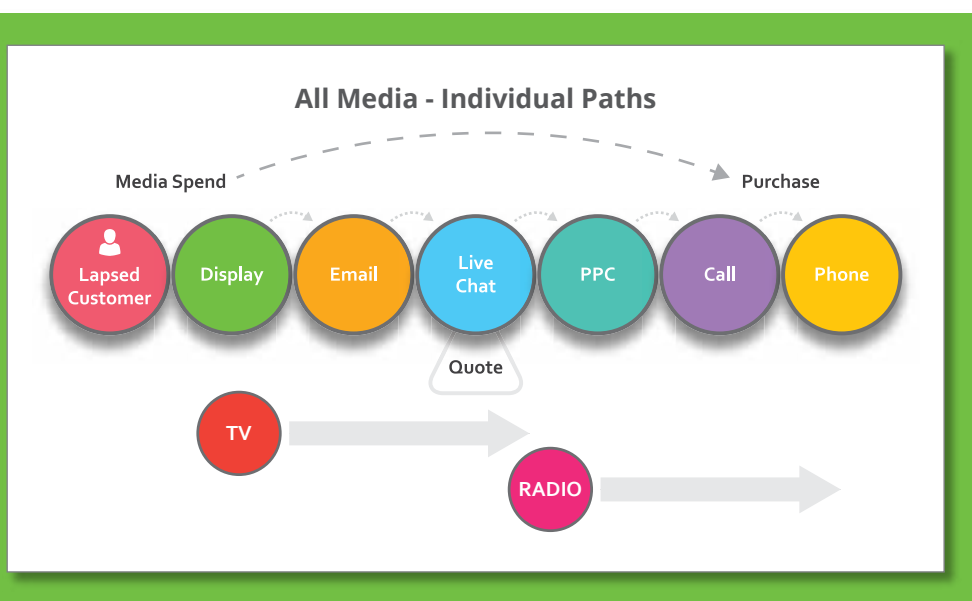 All Media - Individual Paths
Media Spend
Purchase
Lapsed
Customer
Display
Email
Live
Chat
PPC
Call
Phone
Quote
TV
RADIO